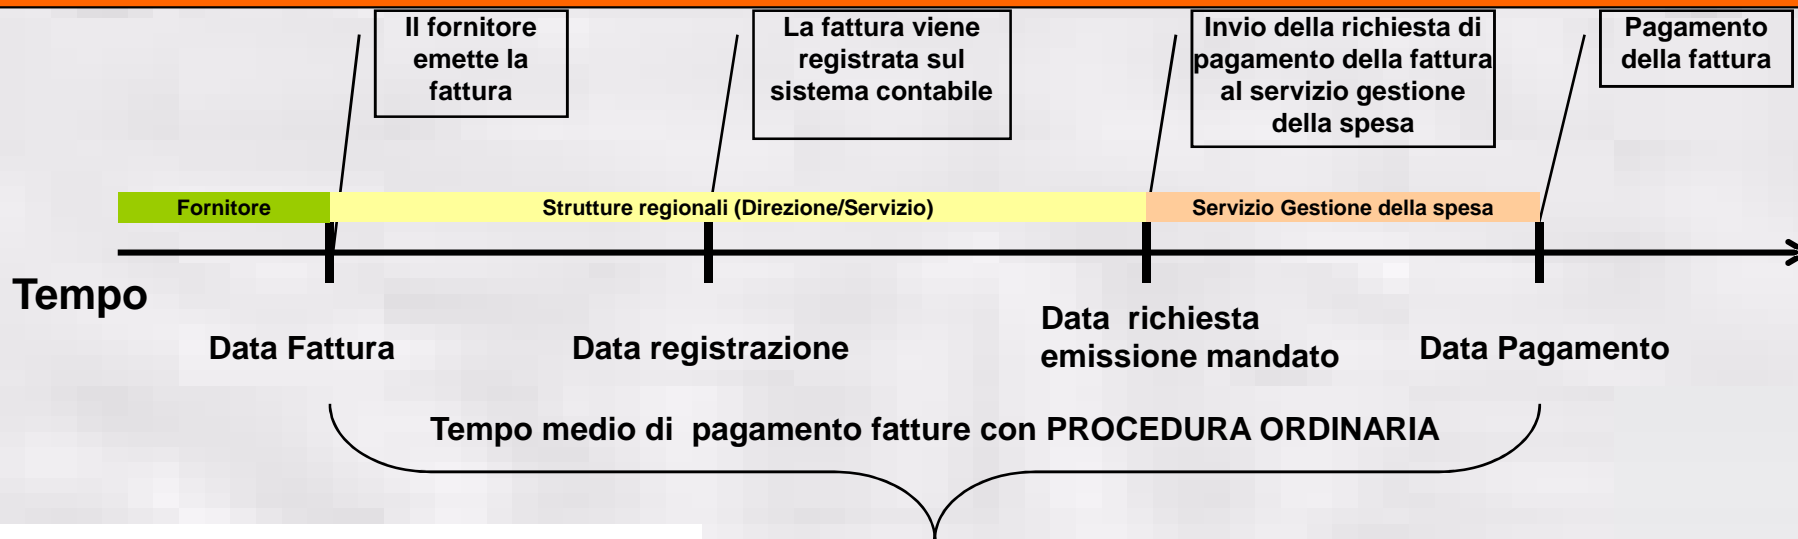 Il fornitore
emette la
fattura
La fattura viene
registrata sul
sistema contabile
Invio della richiesta di
pagamento della fattura
al servizio gestione
della spesa
Pagamento
della fattura
Fornitore
Strutture regionali (Direzione/Servizio)
Servizio Gestione della spesa
Tempo
Data Fattura
Data registrazione
Data richiesta
emissione mandato
Data Pagamento
Tempo medio di pagamento fatture con PROCEDURA ORDINARIA